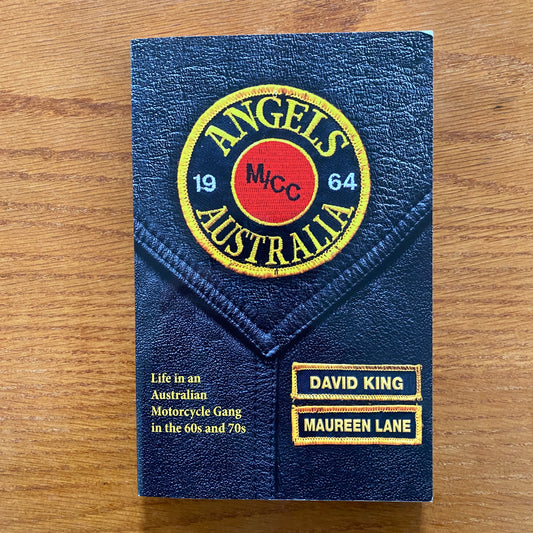 ANGELS
19 M/CC 64
AUSTRALIA
Life in an
Australian
Motorcycle Gang
in the 60s and 70s
DAVID KING
MAUREEN LANE